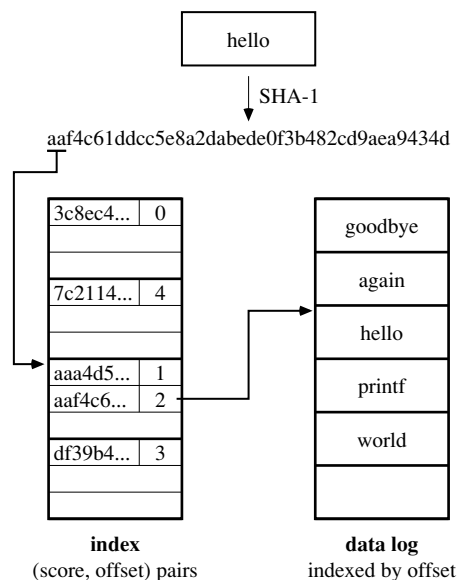 hello
SHA-1
aaf4c61ddcc5e8a2dabede0f3b482cd9aea9434d
3c8ec4... 0
7c2114... 4
aaa4d5... 1
aaf4c6... 2
df39b4... 3
index
(score, offset) pairs
goodbye
again
hello
printf
world
data log
indexed by offset